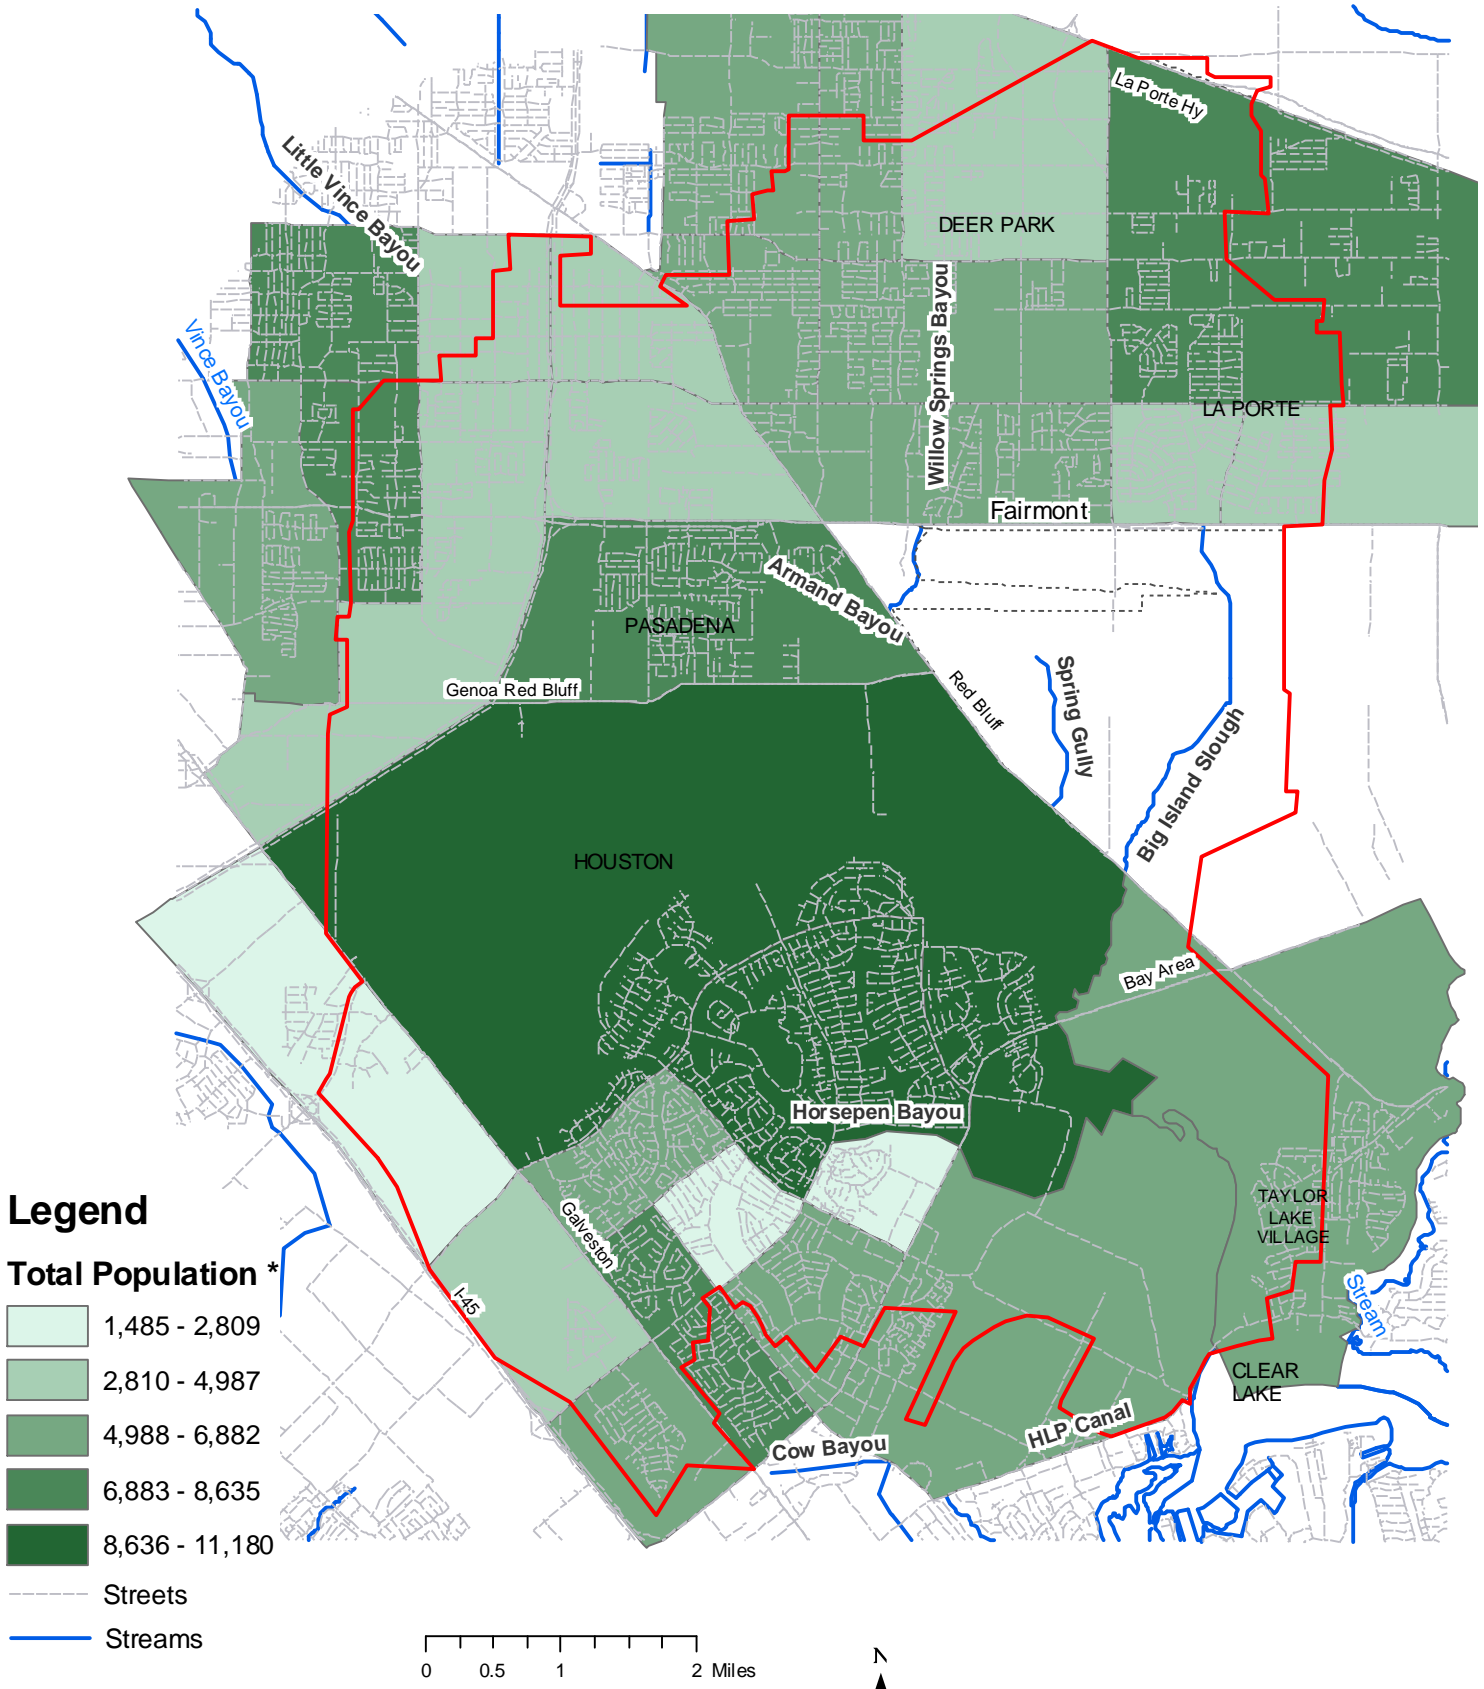 La Porte Hy
Little Vince Bayou
DEER PARK
Willow Springs Bayou
Vince Bayou
LA PORTE
Fairmont
Armand Bayou
PASADENA
Genoa Red Bluff
Red Bluff
Spring Gully
Big Island Slough
HOUSTON
Bay Area
Horsepen Bayou
TAYLOR
LAKE
VILLAGE
Galveston
I-45
Stream
CLEAR
LAKE
HLP Canal
Cow Bayou
Legend
Total Population *
1,485 - 2,809
2,810 - 4,987
4,988 - 6,882
6,883 - 8,635
8,636 - 11,180
Streets
Streams
0 0.5 1 2 Miles
N